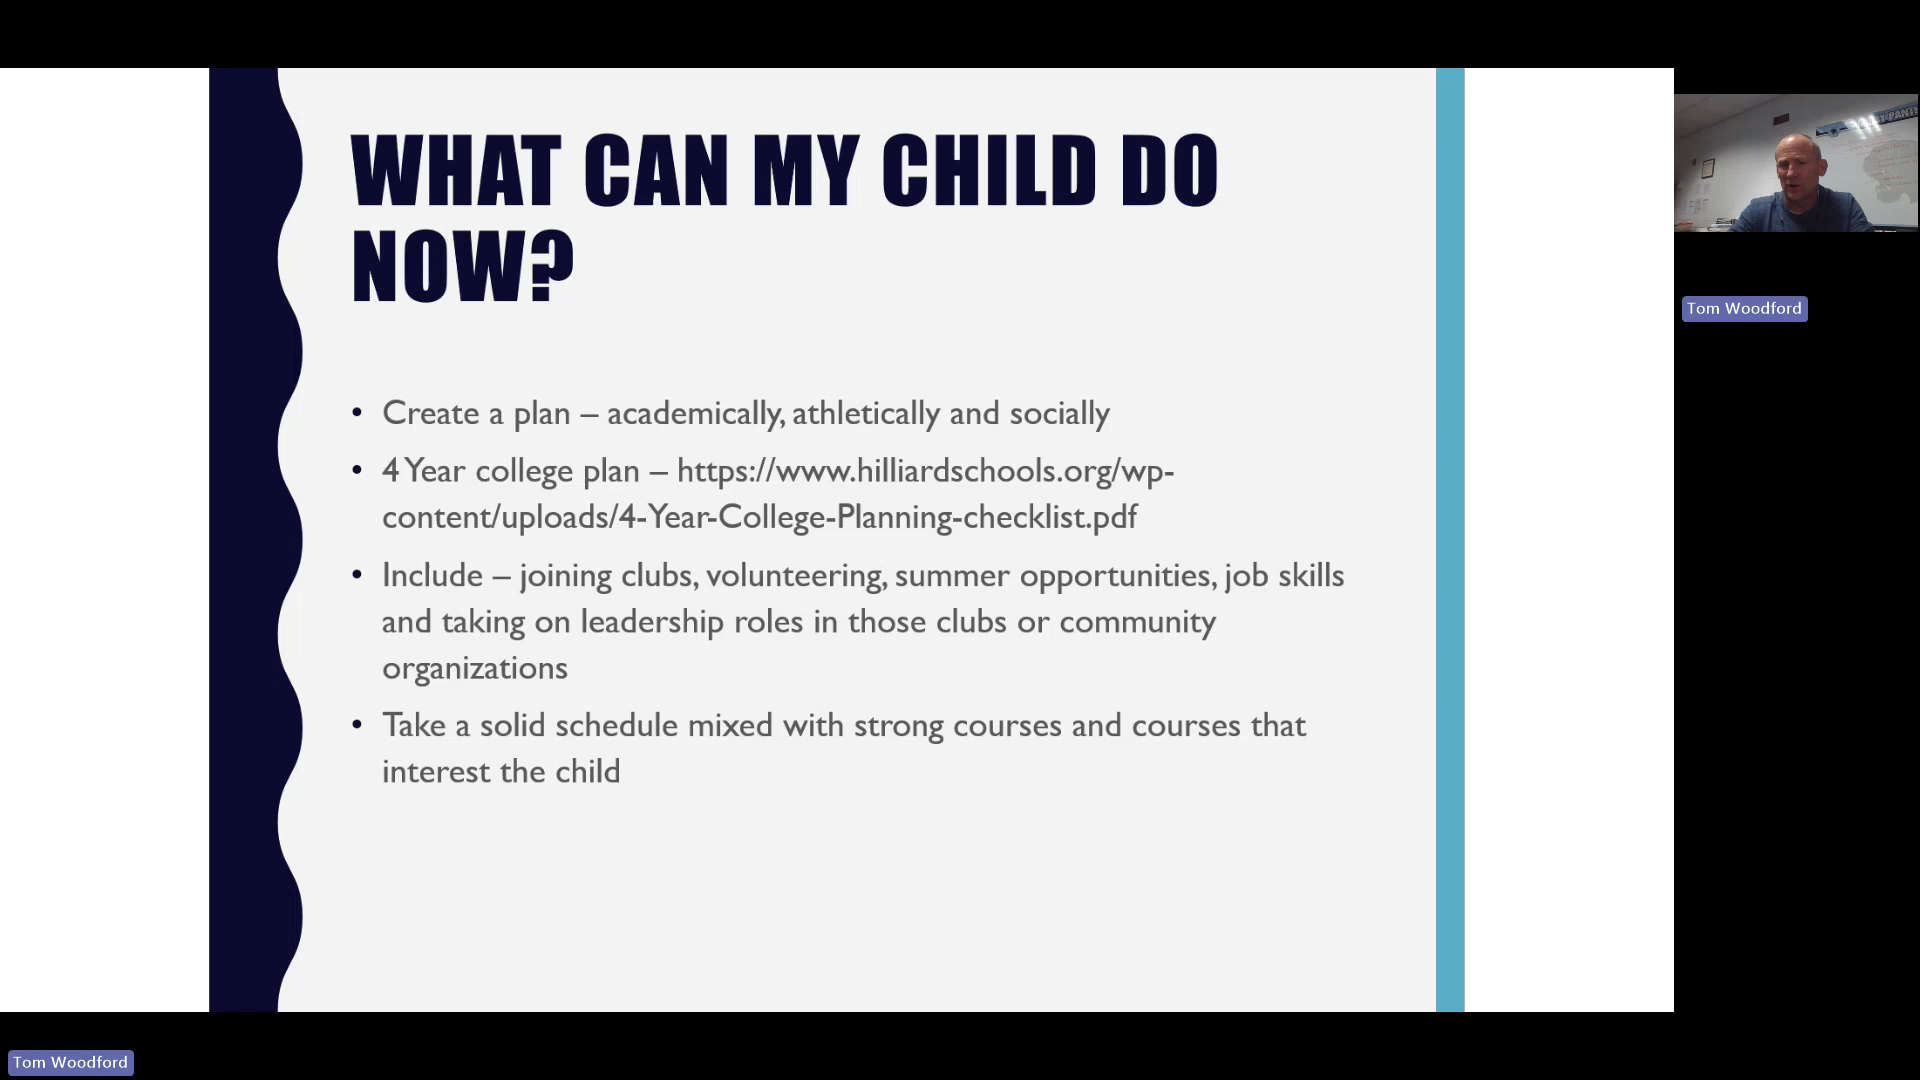 WHAT CAN MY CHILD DO
NOW?
• Create a plan – academically, athletically and socially
• 4 Year college plan – https://www.hilliardschools.org/wp-
content/uploads/4-Year-College-Planning-checklist.pdf
• Include – joining clubs, volunteering, summer opportunities, job skills
and taking on leadership roles in those clubs or community
organizations
• Take a solid schedule mixed with strong courses and courses that
interest the child
Tom Woodford
Tom Woodford